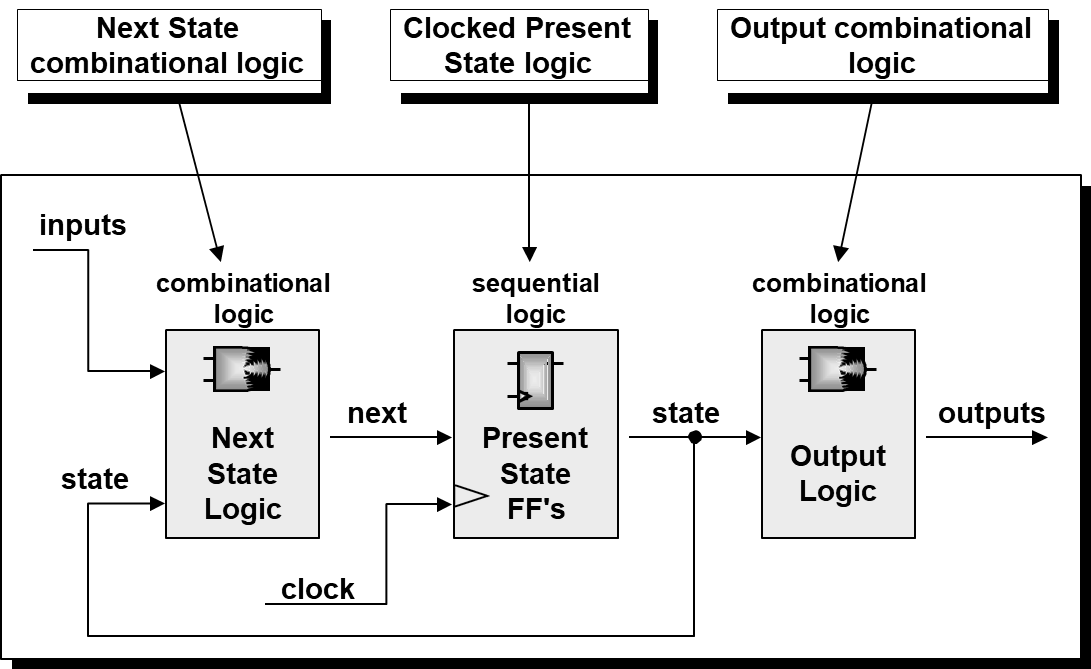 Next State
combinational logic
Clocked Present
State logic
Output combinational
logic
inputs
combinational
logic
sequential
logic
combinational
logic
next
state
outputs
Next
State
Logic
Present
State
FF's
Output
Logic
state
clock